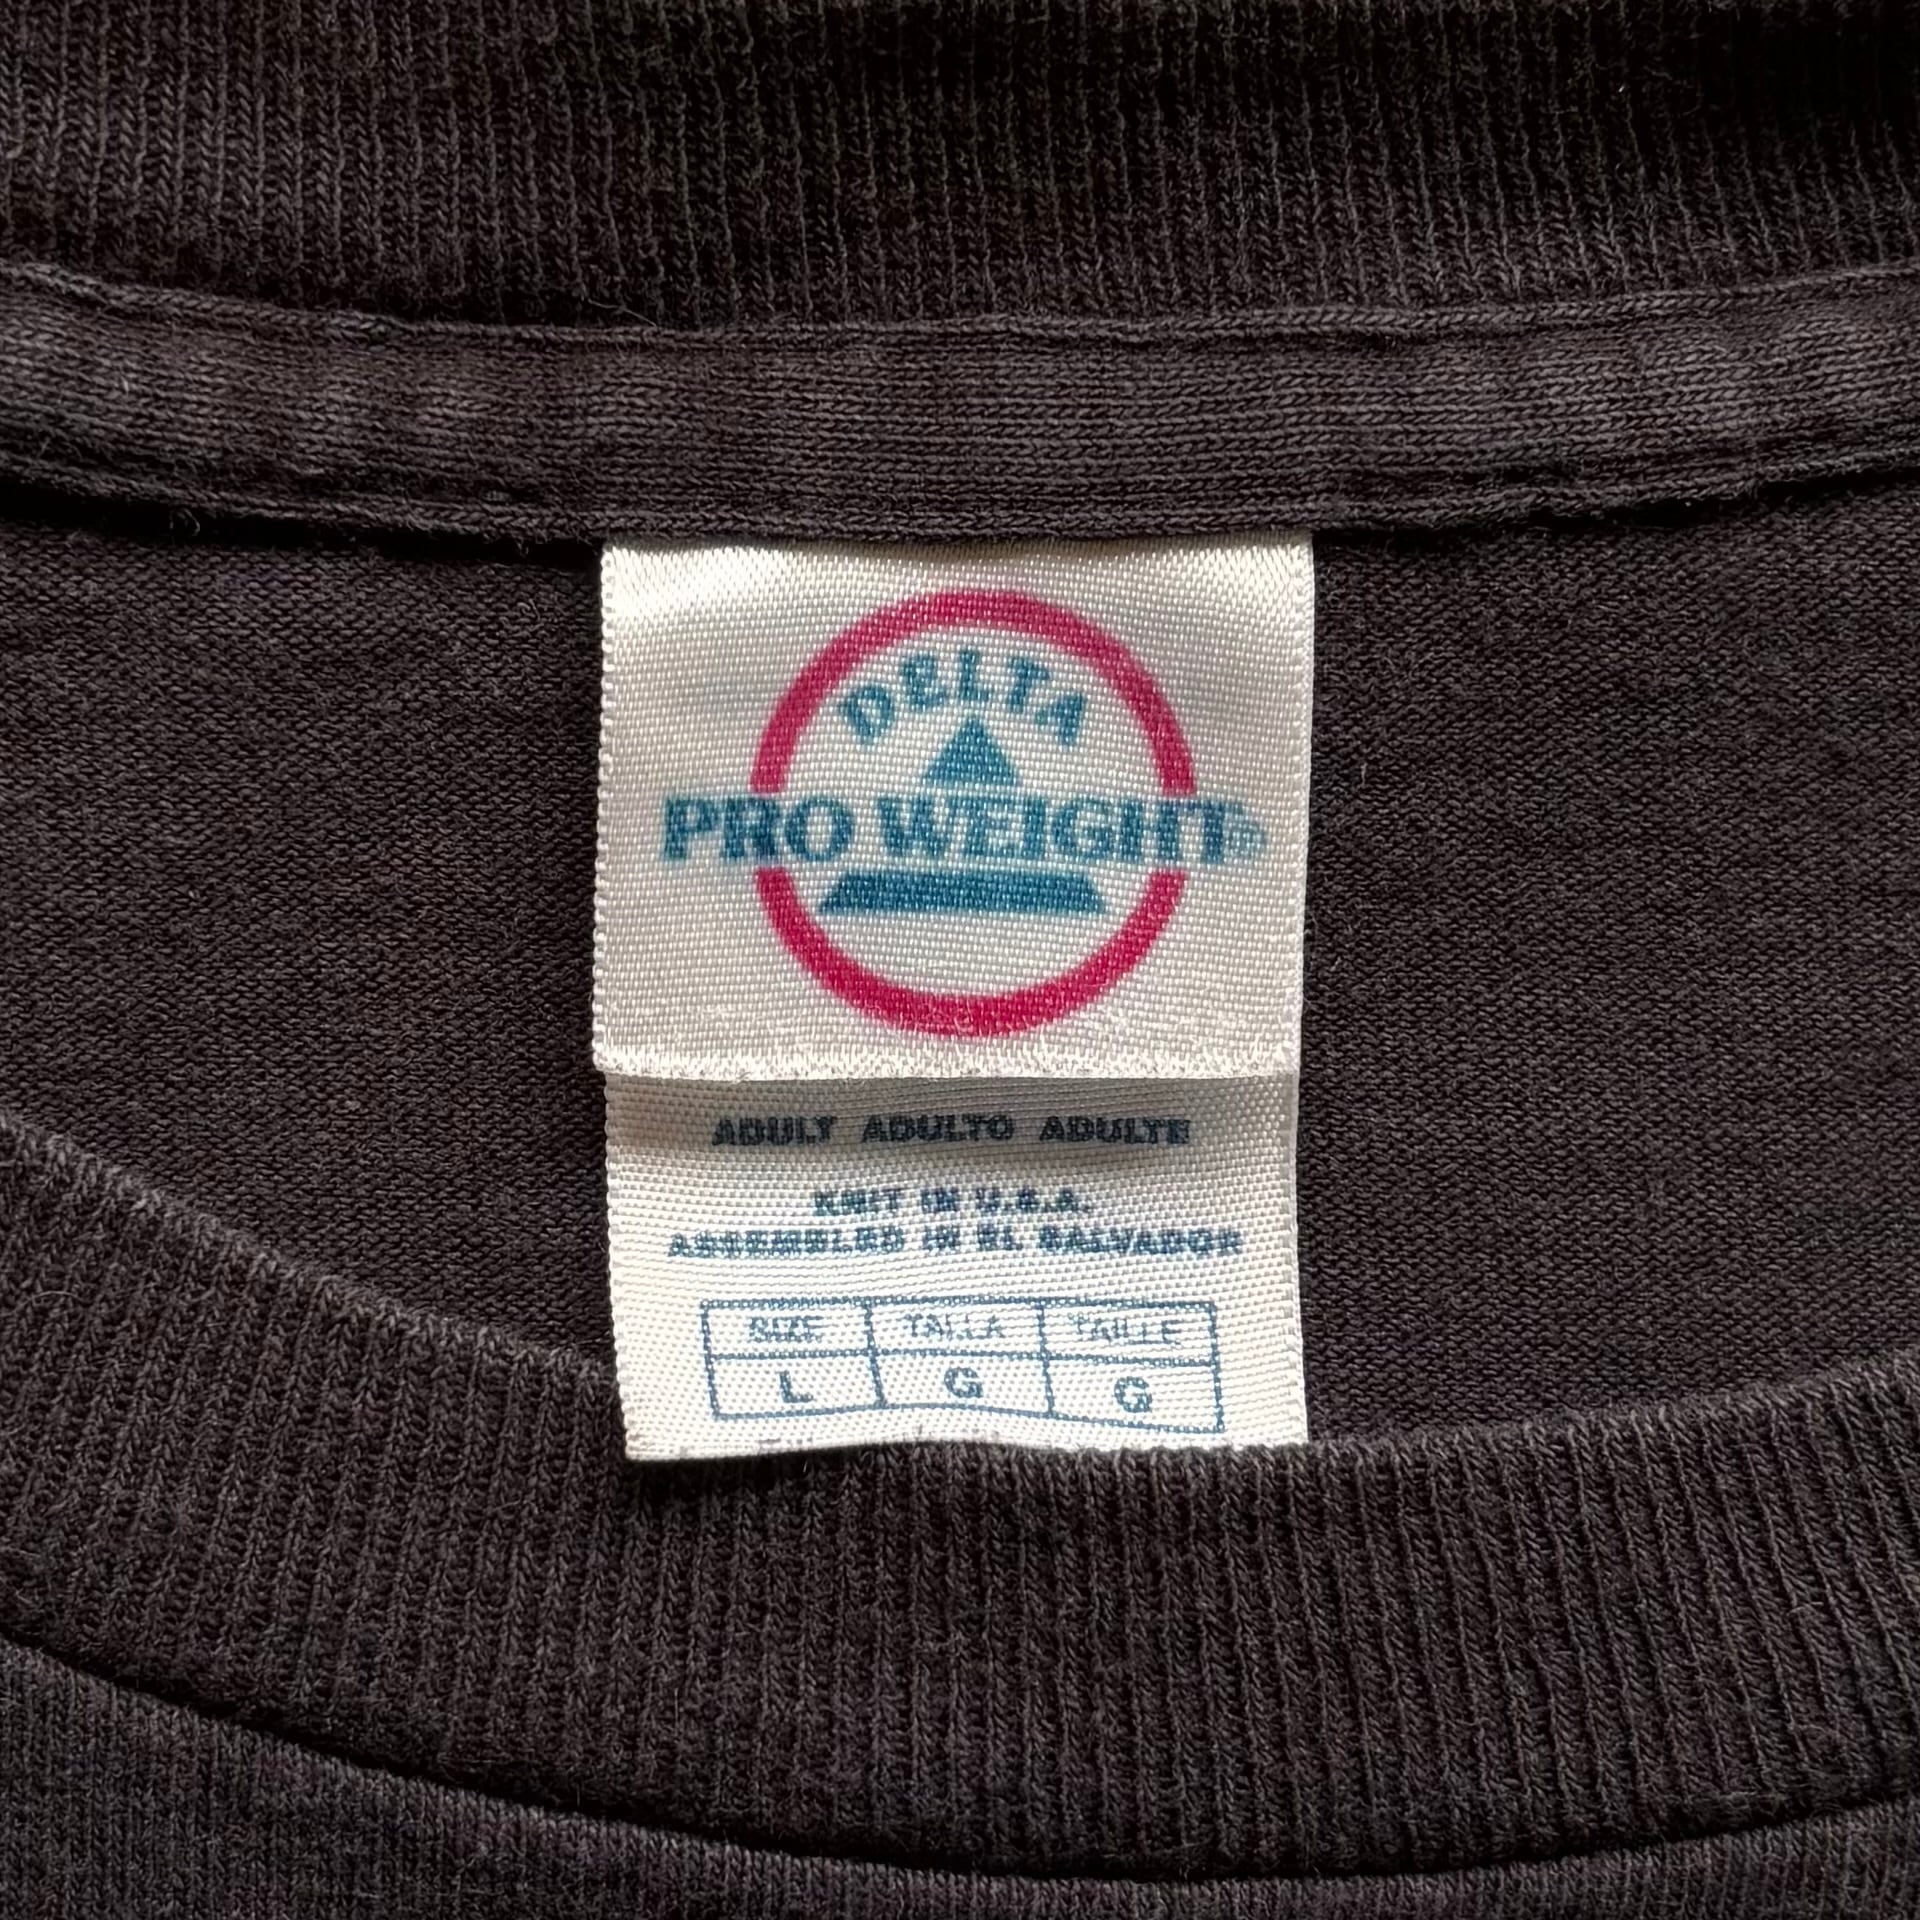 DELTA
PRO WEIGHT®
ADULT ADULTO ADULTE
KNIT IN U.S.A.
ASSEMBLED IN EL SALVADOR
SIZE TALLA TAILLE
L G G